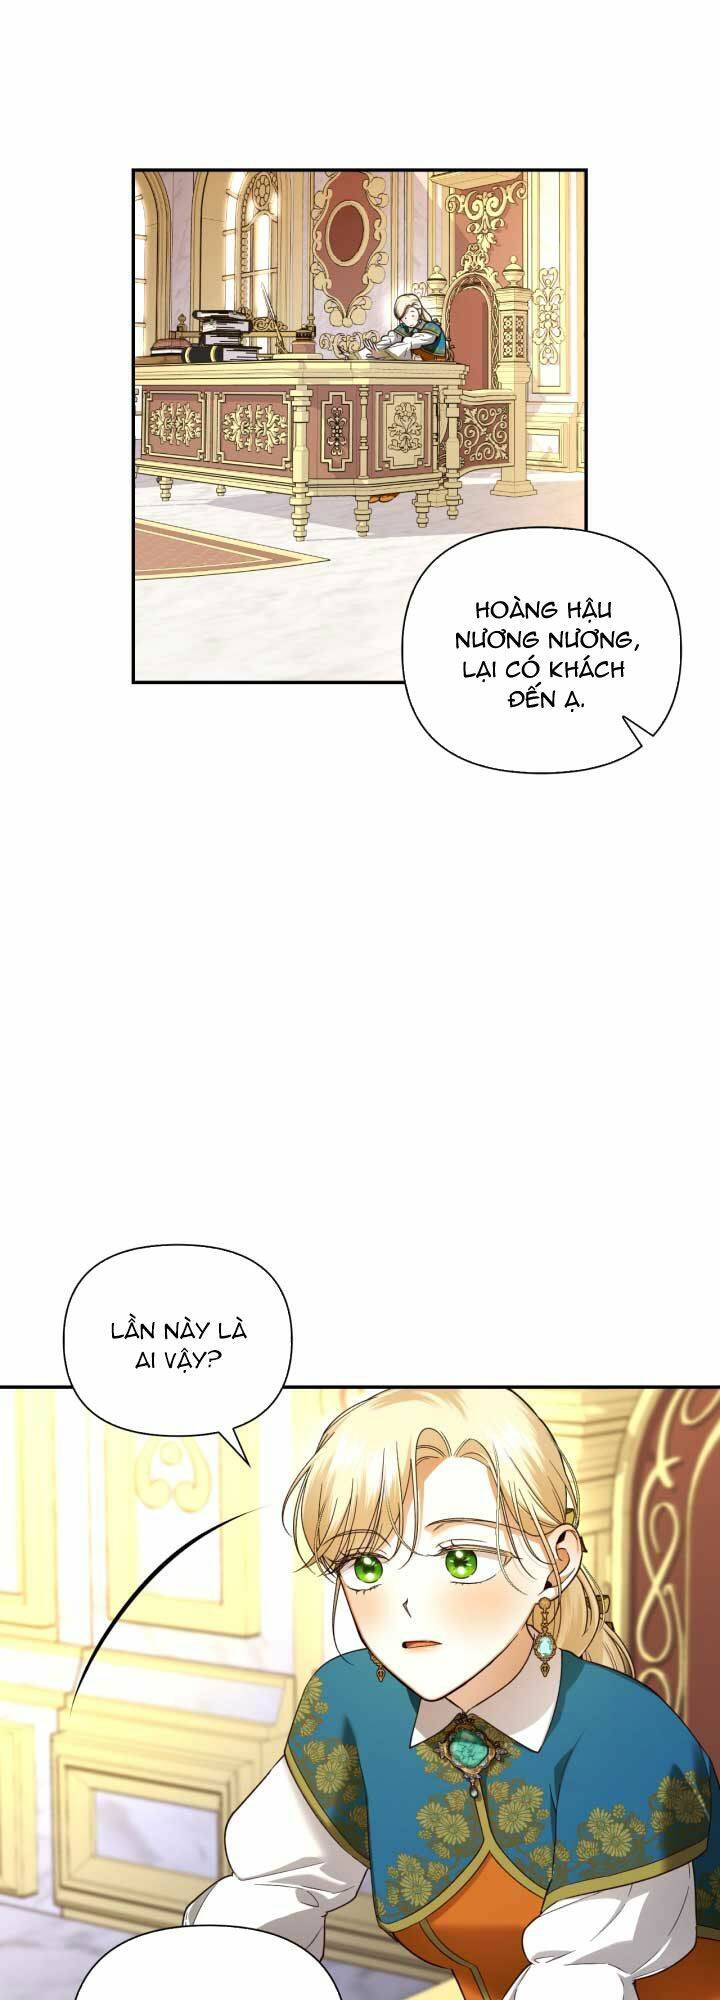 HOÀNG HẬU
NƯƠNG NƯƠNG,
LẠI CÓ KHÁCH
ĐẾN Ạ.
LẦN NÀY LÀ
AI VẬY?